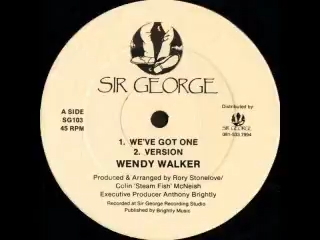 SIR GEORGE
A SIDE
SG103
45 RPM
Distributed by
SIR GEORGE
1. WE'VE GOT ONE
2. VERSION
WENDY WALKER
Produced & Arranged by Rory Stonelove/
Colin 'Steam Fish' McNeish
Executive Producer Anthony Brightly
Recorded at Sir George Recording Studio
Published by Brightly Music